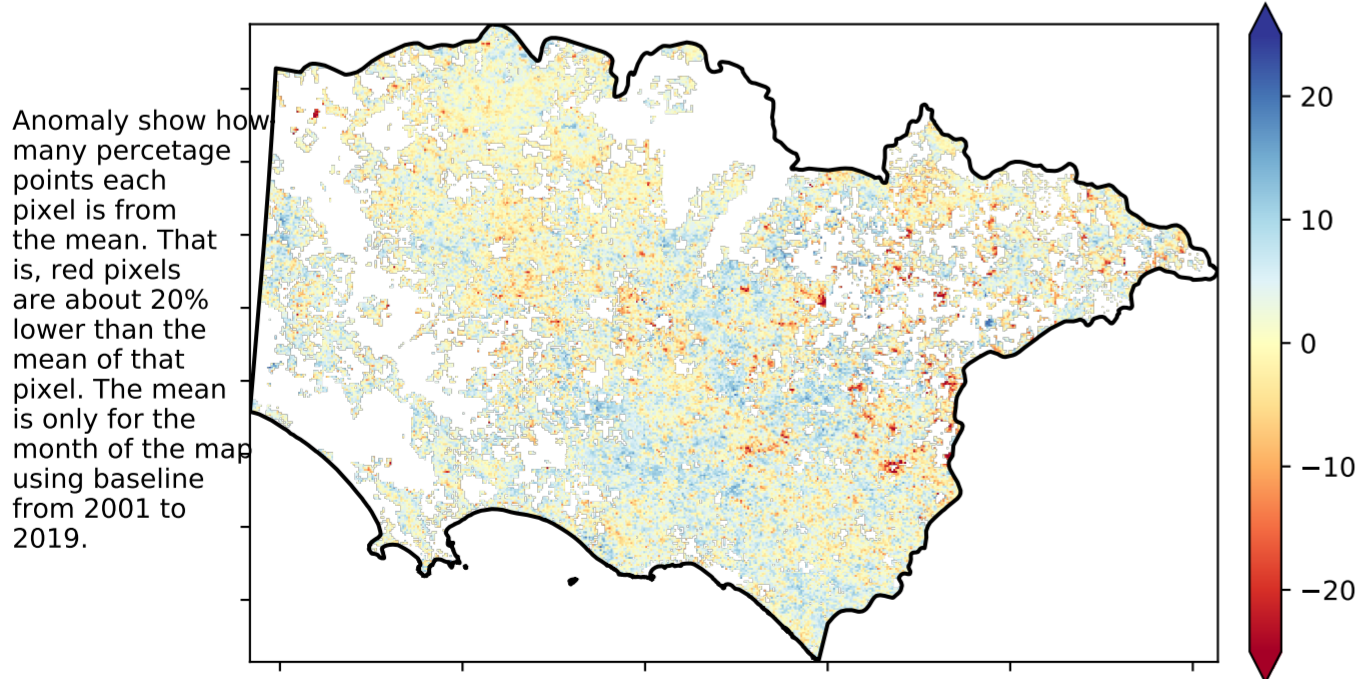 Anomaly show how
many percetage
points each
pixel is from
the mean. That
is, red pixels
are about 20%
lower than the
mean of that
pixel. The mean
is only for the
month of the map
using baseline
from 2001 to
2019.
20
10
0
−10
−20